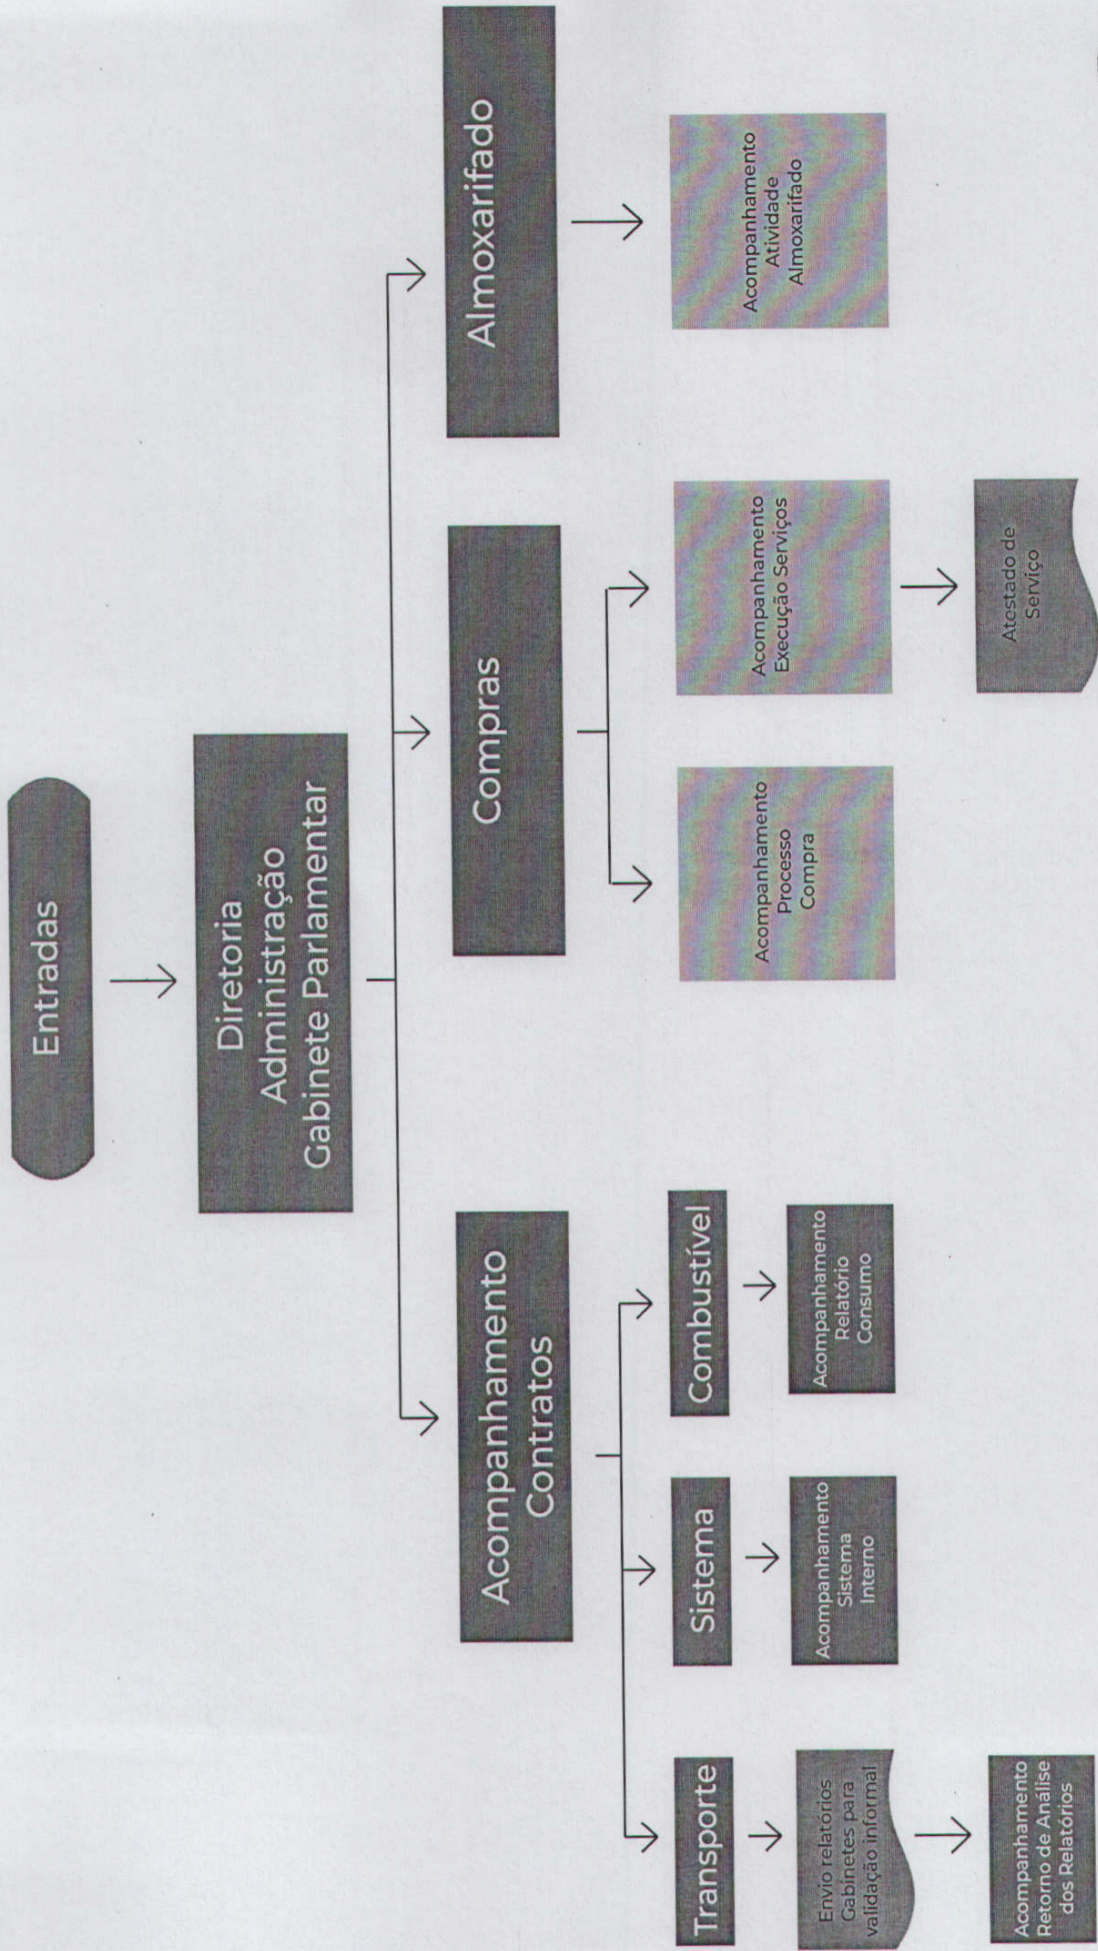 Entradas
Diretoria
Administração
Gabinete Parlamentar
Acompanhamento
Contratos
Compras
Almoxarifado
Transporte
Sistema
Combustível
Envio relatórios
Gabinetes para
validação informal
Acompanhamento
Retorno de Análise
dos Relatórios
Acompanhamento
Sistema
Interno
Acompanhamento
Relatório
Consumo
Acompanhamento
Processo
Compra
Acompanhamento
Execução Serviços
Atestado de
Serviço
Acompanhamento
Atividade
Almoxarifado